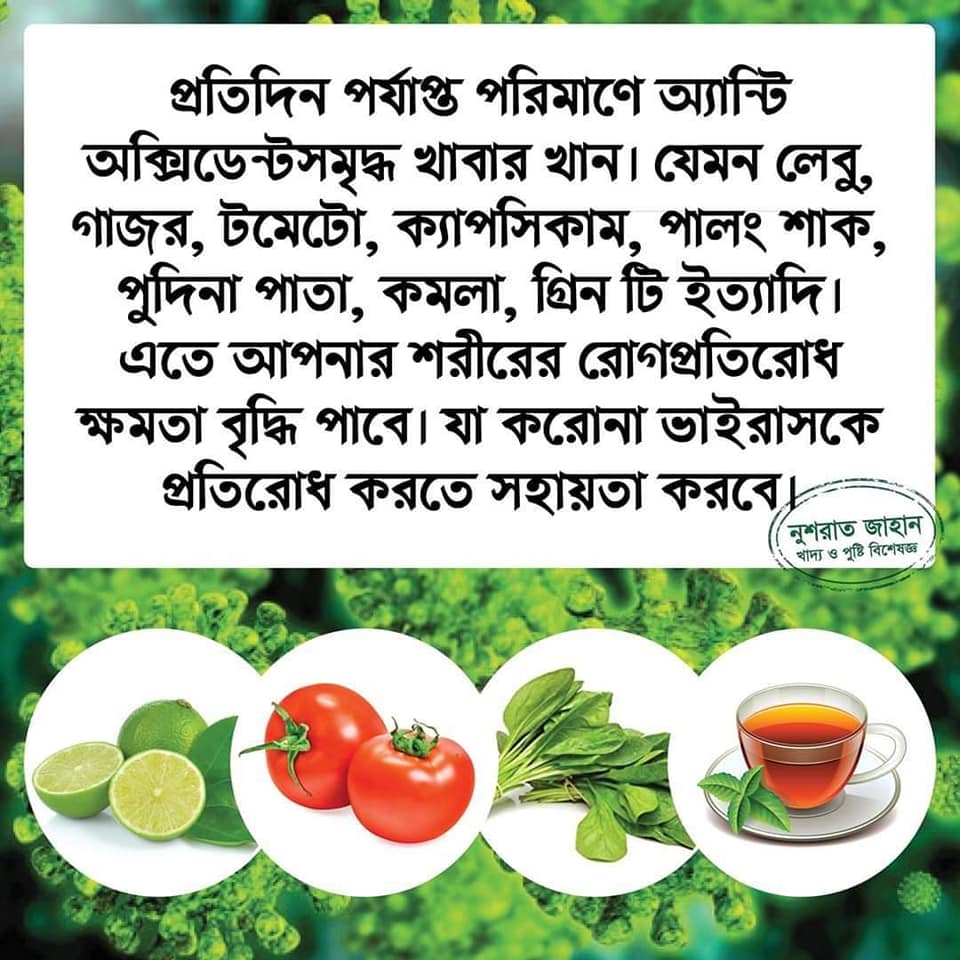 প্রতিদিন পর্যাপ্ত পরিমাণে অ্যান্টি
অক্সিডেন্টসমৃদ্ধ খাবার খান। যেমন লেবু,
গাজর, টমেটো, ক্যাপসিকাম, পালং শাক,
পুদিনা পাতা, কমলা, গ্রিন টি ইত্যাদি।
এতে আপনার শরীরের রোগপ্রতিরোধ
ক্ষমতা বৃদ্ধি পাবে। যা করোনা ভাইরাসকে
প্রতিরোধ করতে সহায়তা করবে।
নুশরাত জাহান
খাদ্য ও পুষ্টি বিশেষজ্ঞ